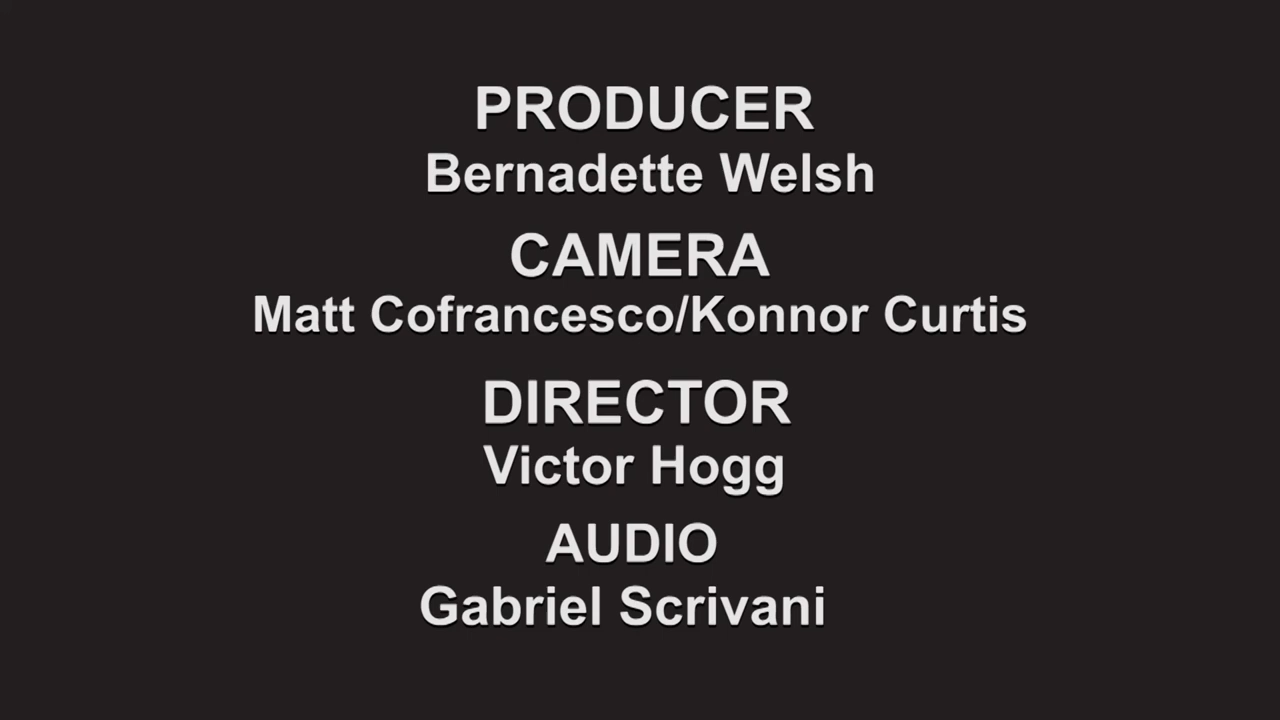 PRODUCER
Bernadette Welsh
CAMERA
Matt Cofrancesco/Konnor Curtis
DIRECTOR
Victor Hogg
AUDIO
Gabriel Scrivani